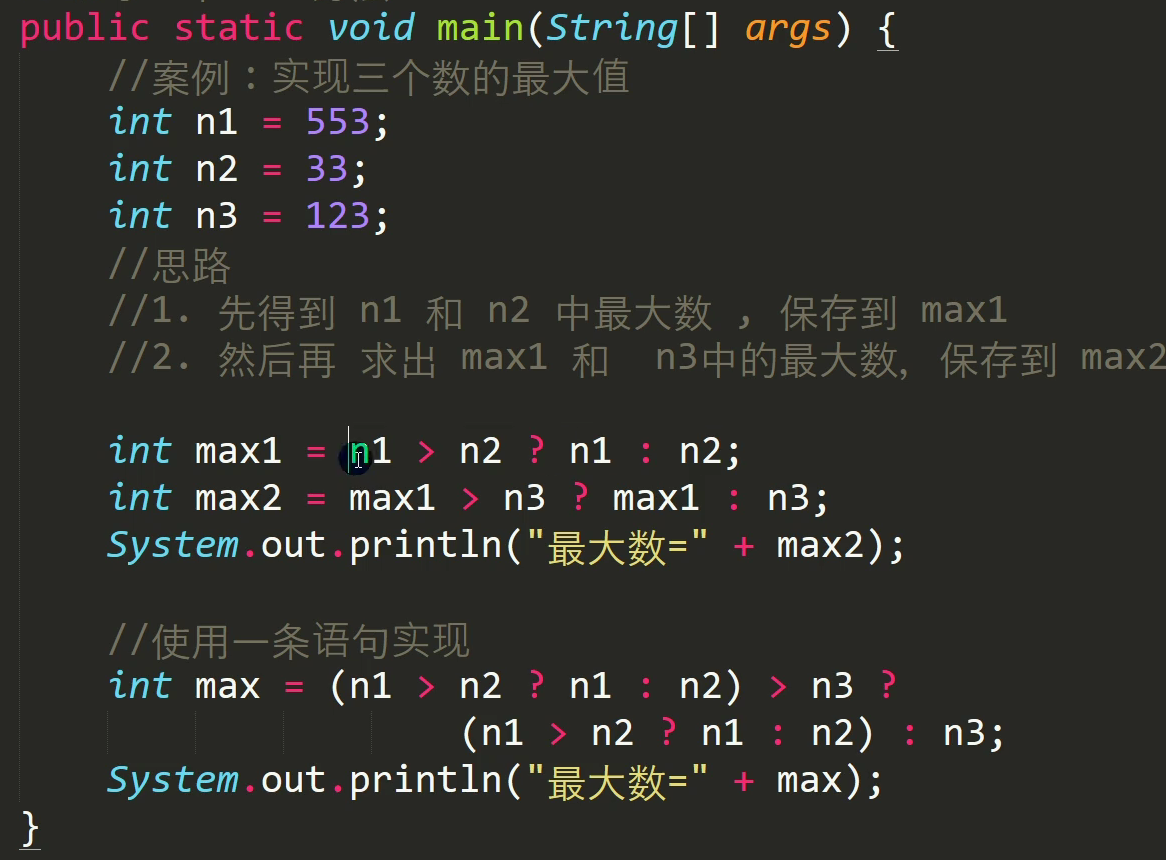 public static void main(String[] args) {
//案例：实现三个数的最大值
int n1 = 553;
int n2 = 33;
int n3 = 123;
//思路
//1. 先得到 n1 和 n2 中最大数 , 保存到 max1
//2. 然后再 求出 max1 和  n3中的最大数, 保存到 max2
int max1 = n1 > n2 ? n1 : n2;
int max2 = max1 > n3 ? max1 : n3;
System.out.println("最大数=" + max2);
//使用一条语句实现
int max = (n1 > n2 ? n1 : n2) > n3 ?
(n1 > n2 ? n1 : n2) : n3;
System.out.println("最大数=" + max);
}